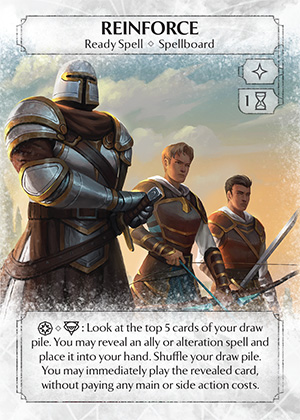 REINFORCE
Ready Spell ◇ Spellboard
1
: Look at the top 5 cards of your draw
pile. You may reveal an ally or alteration spell and
place it into your hand. Shuffle your draw pile.
You may immediately play the revealed card,
without paying any main or side action costs.